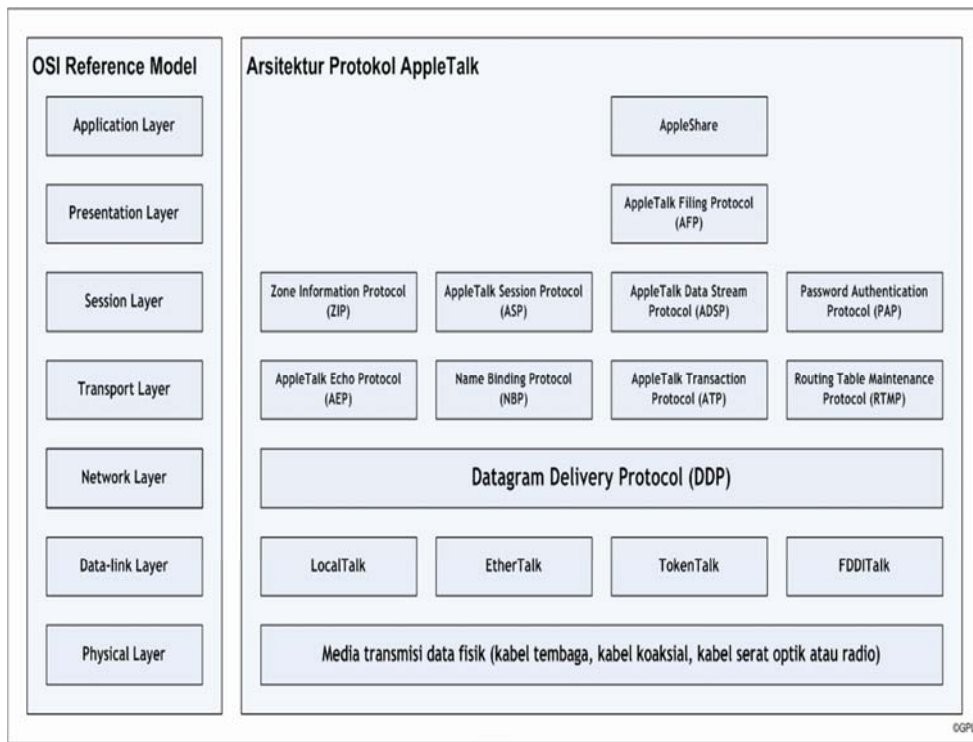 OSI Reference Model
Arsitektur Protokol AppleTalk
Application Layer
AppleShare
Presentation Layer
AppleTalk Filing Protocol
(AFP)
Session Layer
Zone Information Protocol
(ZIP)
AppleTalk Session Protocol
(ASP)
AppleTalk Data Stream
Protocol (ADSP)
Password Authentication
Protocol (PAP)
Transport Layer
AppleTalk Echo Protocol
(AEP)
Name Binding Protocol
(NBP)
AppleTalk Transaction
Protocol (ATP)
Routing Table Maintenance
Protocol (RTMP)
Network Layer
Datagram Delivery Protocol (DDP)
Data-link Layer
LocalTalk
EtherTalk
TokenTalk
FDDITalk
Physical Layer
Media transmisi data fisik (kabel tembaga, kabel koaksial, kabel serat optik atau radio)